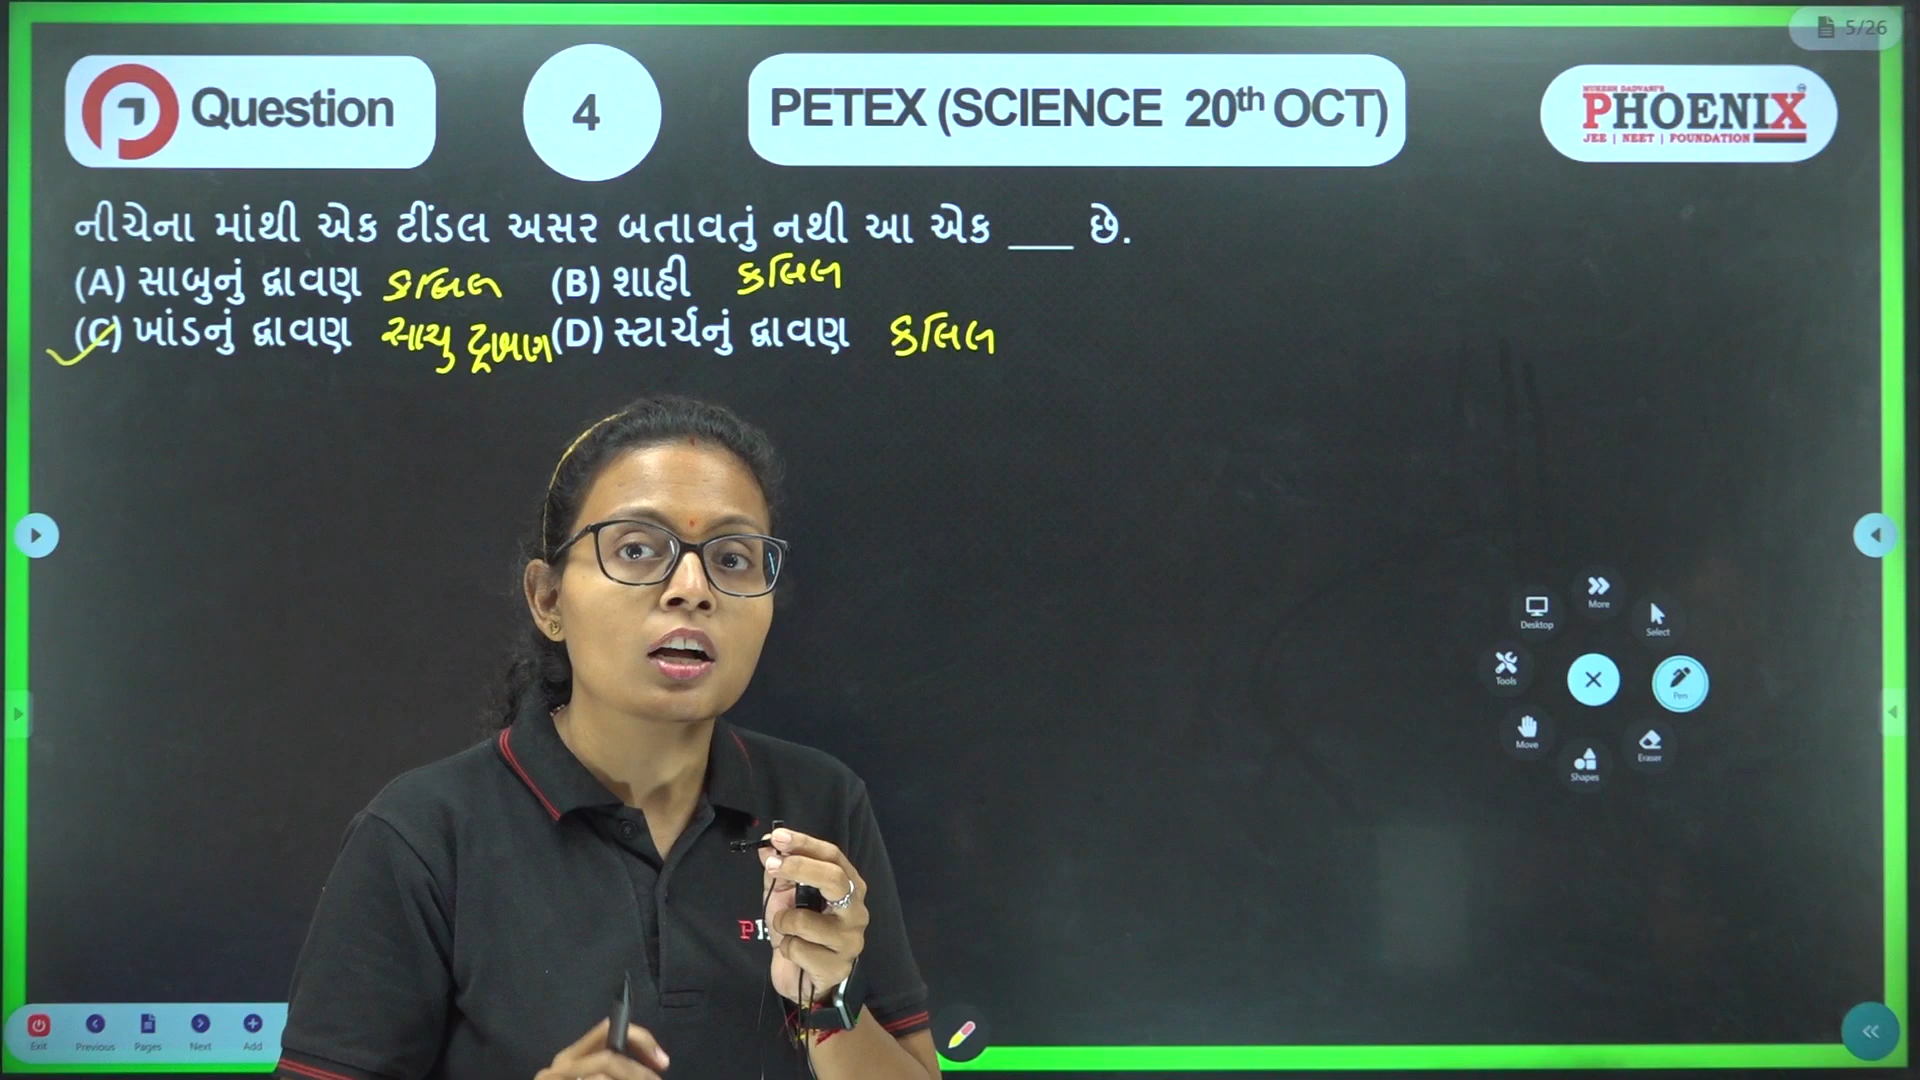 5/26
Question 4 PETEX (SCIENCE 20th OCT)
MUKESH DADVANI'S
PHOENIX
JEE | NEET | FOUNDATION
નીચેના માંથી એક ટીંડલ અસર બતાવતું નથી આ એક ___ છે.
(A) સાબુનું દ્રાવણ કલિલ (B) શાહી કલિલ
(C) ખાંડનું દ્રાવણ સાચુ દ્રાવણ (D) સ્ટાર્ચનું દ્રાવણ કલિલ
More
Desktop
Select
Tools
Pen
Move
Eraser
Shapes
Exit Previous Pages Next Add